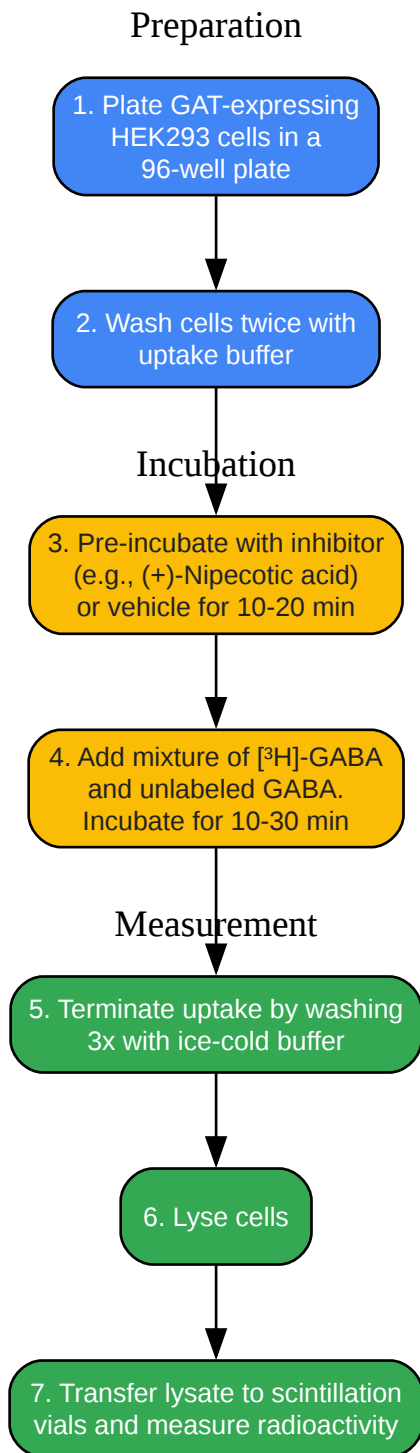 Preparation
1. Plate GAT-expressing
HEK293 cells in a
96-well plate
2. Wash cells twice with
uptake buffer
Incubation
3. Pre-incubate with inhibitor
(e.g., (+)-Nipecotic acid)
or vehicle for 10-20 min
4. Add mixture of [³H]-GABA
and unlabeled GABA.
Incubate for 10-30 min
Measurement
5. Terminate uptake by washing
3x with ice-cold buffer
6. Lyse cells
7. Transfer lysate to scintillation
vials and measure radioactivity